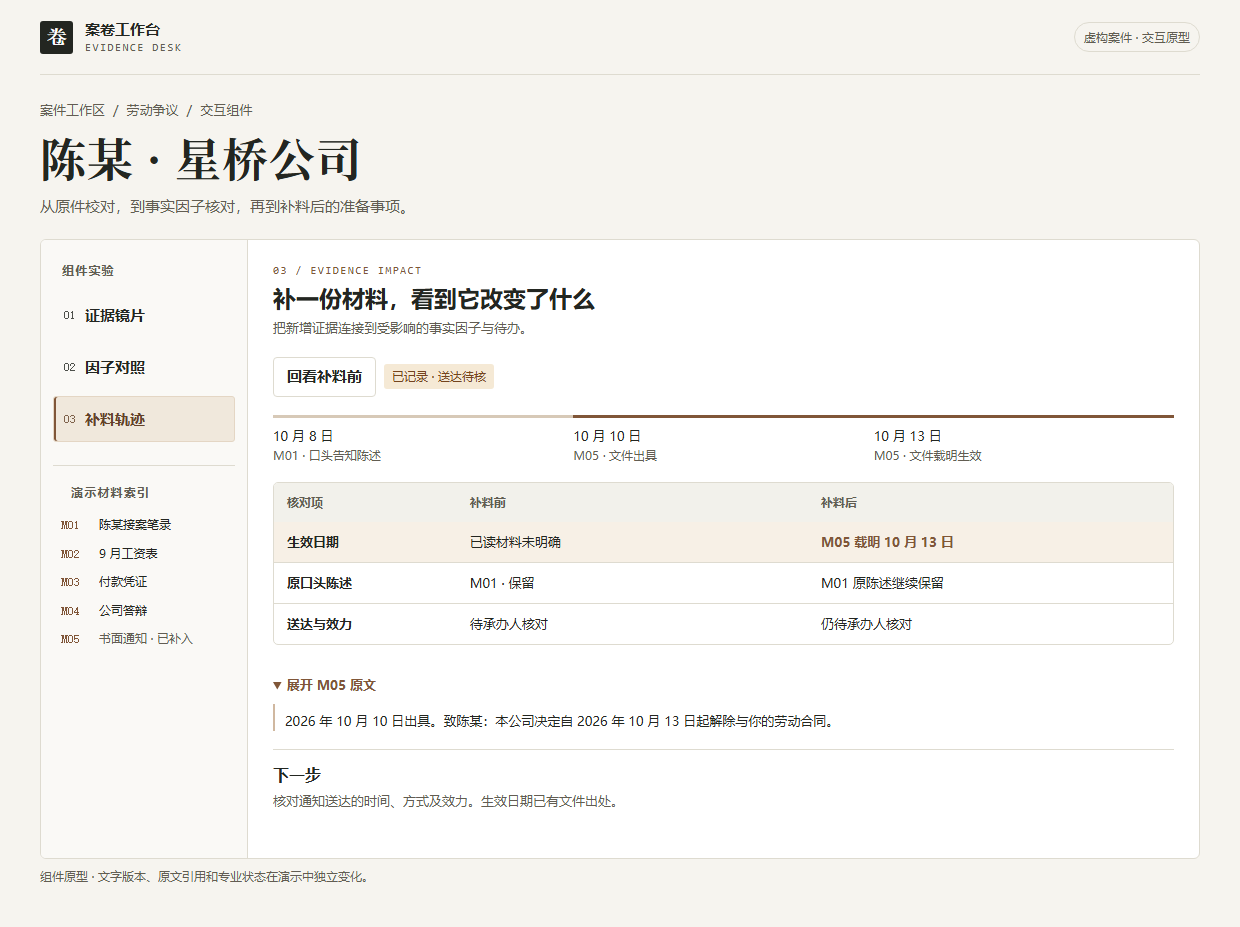 卷
案卷工作台
EVIDENCE DESK
虚构案件 · 交互原型
案件工作区 / 劳动争议 / 交互组件
陈某 · 星桥公司
从原件校对，到事实因子核对，再到补料后的准备事项。
组件实验
01 证据镜片
02 因子对照
03 补料轨迹
演示材料索引
M01 陈某接案笔录
M02 9 月工资表
M03 付款凭证
M04 公司答辩
M05 书面通知 · 已补入
03 / EVIDENCE IMPACT
补一份材料，看到它改变了什么
把新增证据连接到受影响的事实因子与待办。
回看补料前 已记录 · 送达待核
10 月 8 日 10 月 10 日 10 月 13 日
M01 · 口头告知陈述 M05 · 文件出具 M05 · 文件载明生效
核对项 补料前 补料后
生效日期 已读材料未明确 M05 载明 10 月 13 日
原口头陈述 M01 · 保留 M01 原陈述继续保留
送达与效力 待承办人核对 仍待承办人核对
▼ 展开 M05 原文
2026 年 10 月 10 日出具。致陈某：本公司决定自 2026 年 10 月 13 日起解除与你的劳动合同。
下一步
核对通知送达的时间、方式及效力。生效日期已有文件出处。
组件原型 · 文字版本、原文引用和专业状态在演示中独立变化。